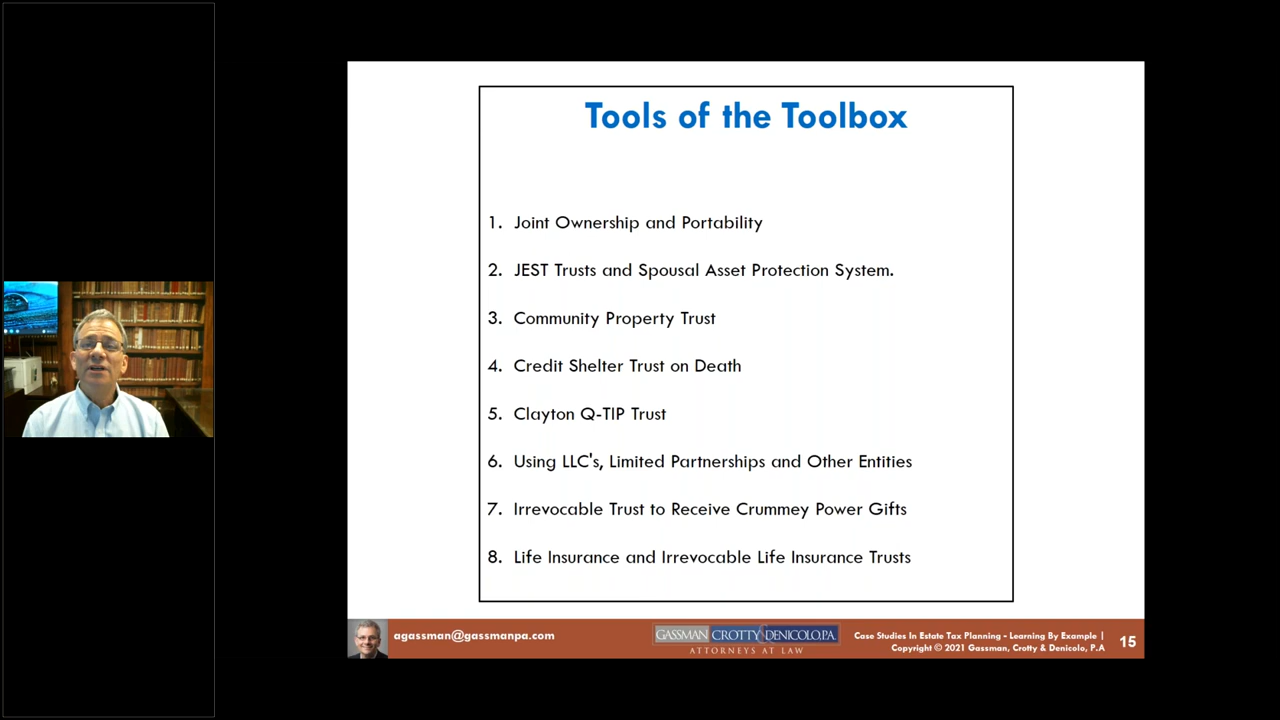 Tools of the Toolbox
1. Joint Ownership and Portability
2. JEST Trusts and Spousal Asset Protection System.
3. Community Property Trust
4. Credit Shelter Trust on Death
5. Clayton Q-TIP Trust
6. Using LLC's, Limited Partnerships and Other Entities
7. Irrevocable Trust to Receive Crummey Power Gifts
8. Life Insurance and Irrevocable Life Insurance Trusts
agassman@gassmanpa.com
GASSMAN CROTTY & DENICOLO, P.A.
ATTORNEYS AT LAW
Case Studies In Estate Tax Planning - Learning By Example |
Copyright © 2021 Gassman, Crotty & Denicolo, P.A
15